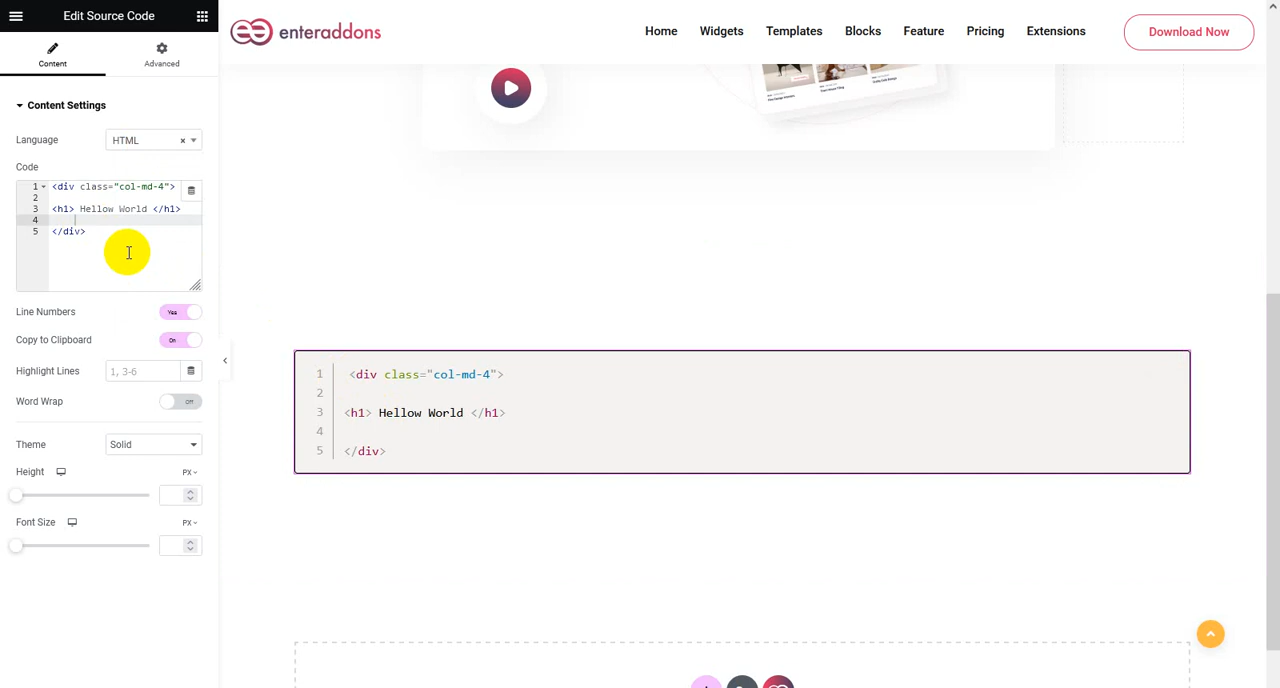 Edit Source Code
Content
Advanced
Content Settings
Language
HTML
Code
1 <div class="col-md-4">
2
3 <h1> Hellow World </h1>
4
5 </div>
Line Numbers
Yes
Copy to Clipboard
On
Highlight Lines
1, 3-6
Word Wrap
Off
Theme
Solid
Height
PX
Font Size
PX
enteraddons
Home Widgets Templates Blocks Feature Pricing Extensions
Download Now
1 <div class="col-md-4">
2
3 <h1> Hellow World </h1>
4
5 </div>